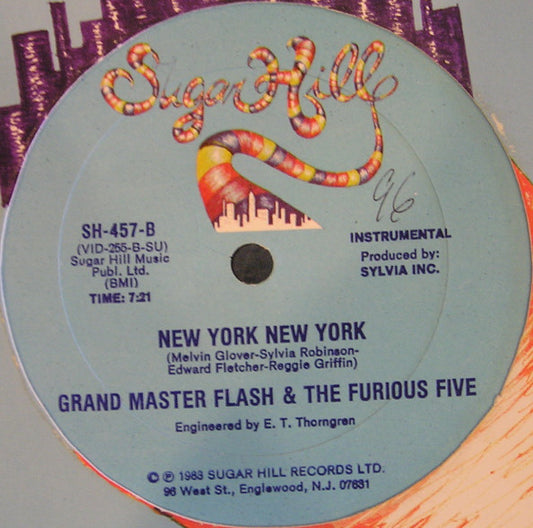 Sugar Hill
96
SH-457-B
(VID-255-B-SU)
Sugar Hill Music
Publ. Ltd.
(BMI)
TIME: 7:21
INSTRUMENTAL
Produced by:
SYLVIA INC.
NEW YORK NEW YORK
(Melvin Glover-Sylvia Robinson-
Edward Fletcher-Reggie Griffin)
GRAND MASTER FLASH & THE FURIOUS FIVE
Engineered by E. T. Thorngren
© ℗ 1983 SUGAR HILL RECORDS LTD.
96 West St., Englewood, N.J. 07631